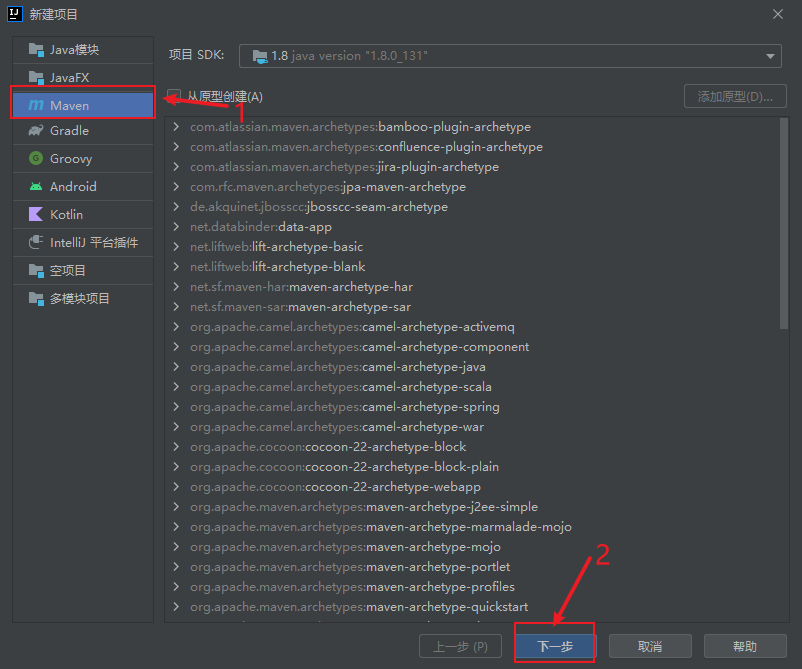 新建项目
Java模块
JavaFX
Maven
Gradle
Groovy
Android
Kotlin
IntelliJ 平台插件
空项目
多模块项目
项目 SDK:
1.8 java version "1.8.0_131"
从原型创建(A)
添加原型(D)...
1
com.atlassian.maven.archetypes:bamboo-plugin-archetype
com.atlassian.maven.archetypes:confluence-plugin-archetype
com.atlassian.maven.archetypes:jira-plugin-archetype
com.rfc.maven.archetypes:jpa-maven-archetype
de.akquinet.jbosscc:jbosscc-seam-archetype
net.databinder:data-app
net.liftweb:lift-archetype-basic
net.liftweb:lift-archetype-blank
net.sf.maven-har:maven-archetype-har
net.sf.maven-sar:maven-archetype-sar
org.apache.camel.archetypes:camel-archetype-activemq
org.apache.camel.archetypes:camel-archetype-component
org.apache.camel.archetypes:camel-archetype-java
org.apache.camel.archetypes:camel-archetype-scala
org.apache.camel.archetypes:camel-archetype-spring
org.apache.camel.archetypes:camel-archetype-war
org.apache.cocoon:cocoon-22-archetype-block
org.apache.cocoon:cocoon-22-archetype-block-plain
org.apache.cocoon:cocoon-22-archetype-webapp
org.apache.maven.archetypes:maven-archetype-j2ee-simple
org.apache.maven.archetypes:maven-archetype-marmalade-mojo
org.apache.maven.archetypes:maven-archetype-mojo
org.apache.maven.archetypes:maven-archetype-portlet
org.apache.maven.archetypes:maven-archetype-profiles
org.apache.maven.archetypes:maven-archetype-quickstart
2
上一步 (P)
下一步
取消
帮助